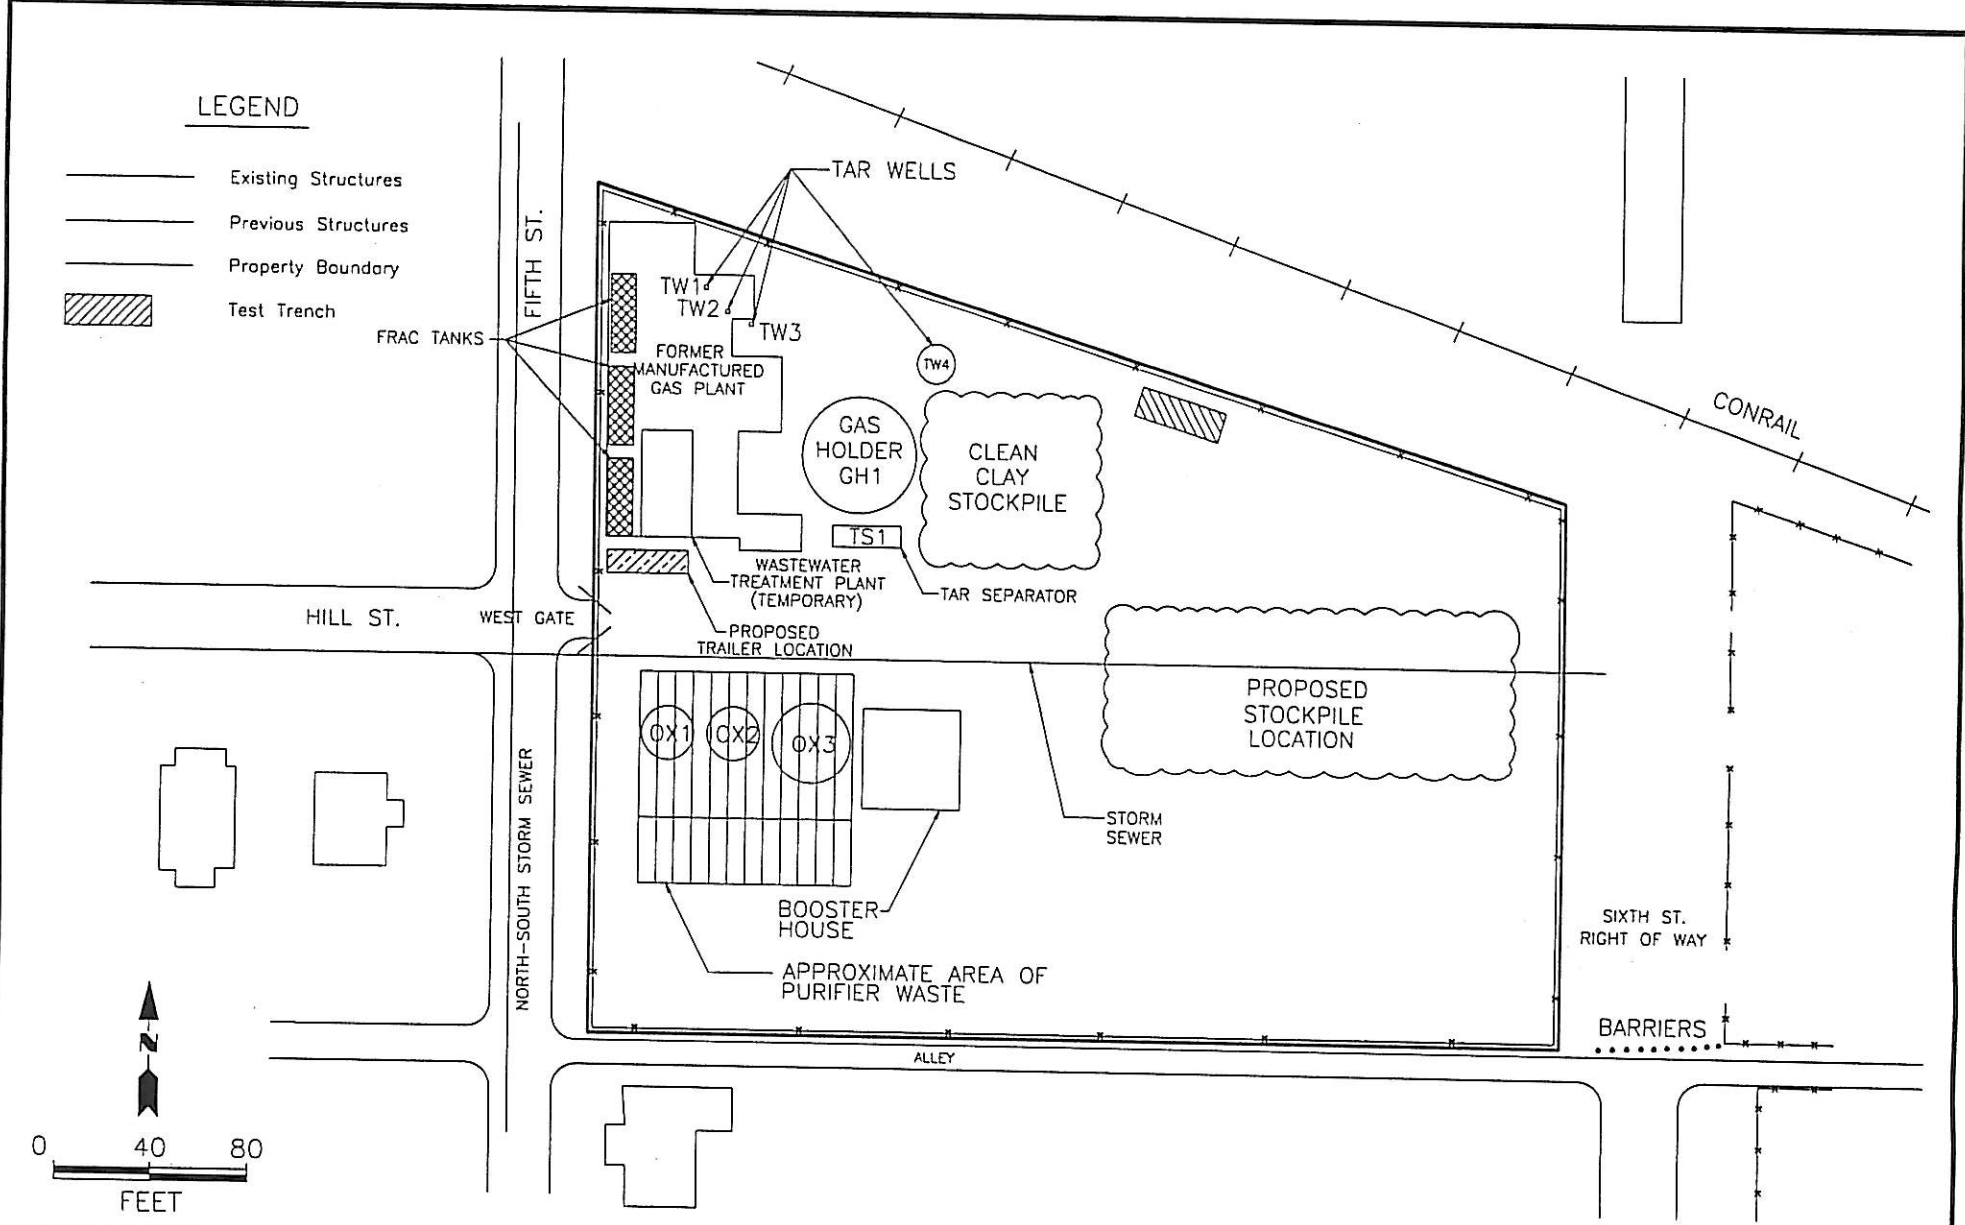 LEGEND
Existing Structures
Previous Structures
Property Boundary
Test Trench
FIFTH ST.
TAR WELLS
TW1
TW2
TW3
TW4
FRAC TANKS
FORMER
MANUFACTURED
GAS PLANT
GAS
HOLDER
GH1
CLEAN
CLAY
STOCKPILE
CONRAIL
TS1
WASTEWATER
TREATMENT PLANT
(TEMPORARY)
TAR SEPARATOR
HILL ST.
WEST GATE
PROPOSED
TRAILER LOCATION
OX1
OX2
OX3
PROPOSED
STOCKPILE
LOCATION
STORM
SEWER
NORTH-SOUTH STORM SEWER
BOOSTER
HOUSE
APPROXIMATE AREA OF
PURIFIER WASTE
SIXTH ST.
RIGHT OF WAY
BARRIERS
ALLEY
N
0 40 80
FEET